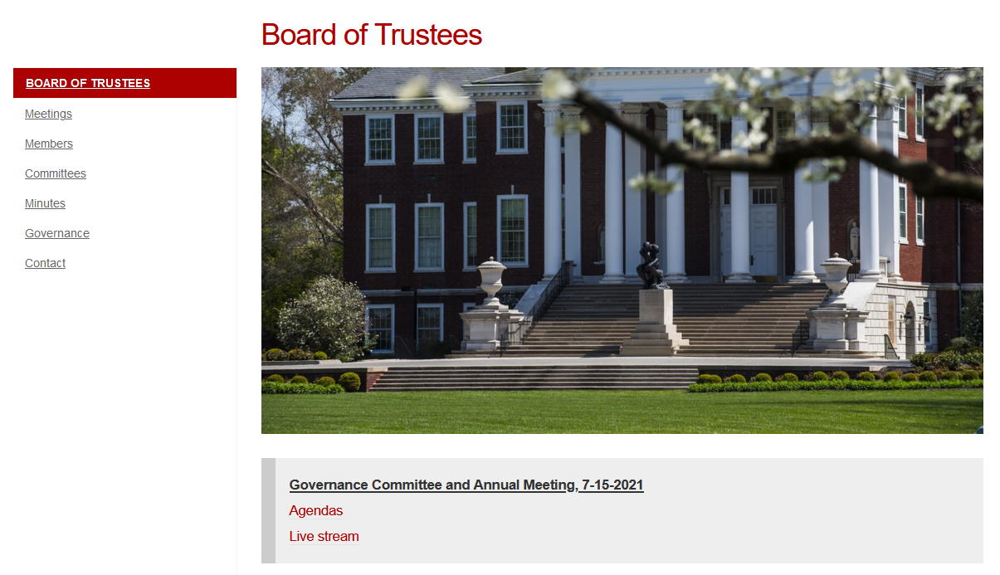 Board of Trustees
BOARD OF TRUSTEES
Meetings
Members
Committees
Minutes
Governance
Contact
Governance Committee and Annual Meeting, 7-15-2021
Agendas
Live stream